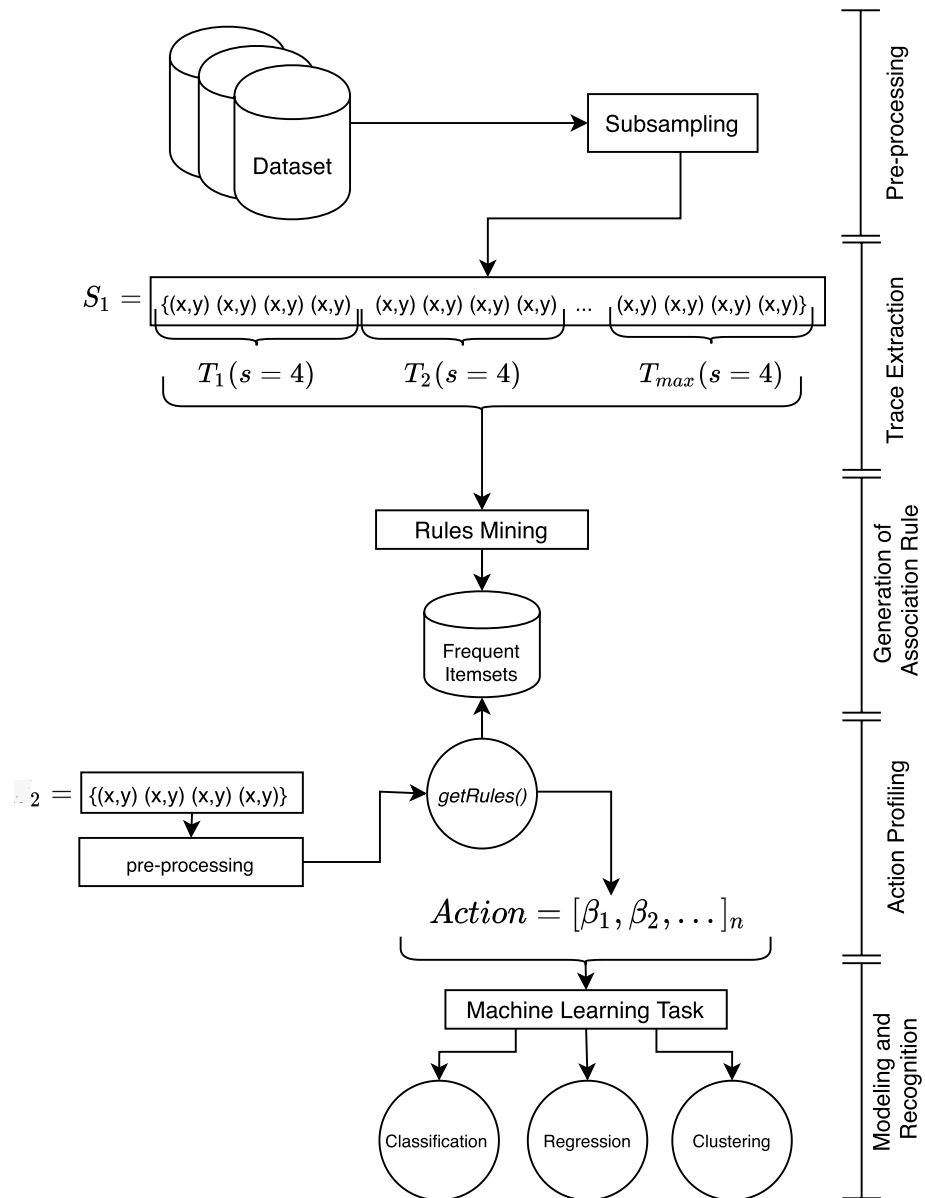 Dataset
Subsampling
Pre-processing
S₁ = {(x,y) (x,y) (x,y) (x,y) (x,y) (x,y) (x,y) (x,y) ... (x,y) (x,y) (x,y) (x,y)}
T₁(s = 4) T₂(s = 4) Tₘₐₓ(s = 4)
Trace Extraction
Rules Mining
Frequent
Itemsets
Generation of
Association Rule
₂ = {(x,y) (x,y) (x,y) (x,y)}
pre-processing
getRules()
Action = [β₁, β₂, . . . ]ₙ
Action Profiling
Machine Learning Task
Classification
Regression
Clustering
Modeling and
Recognition